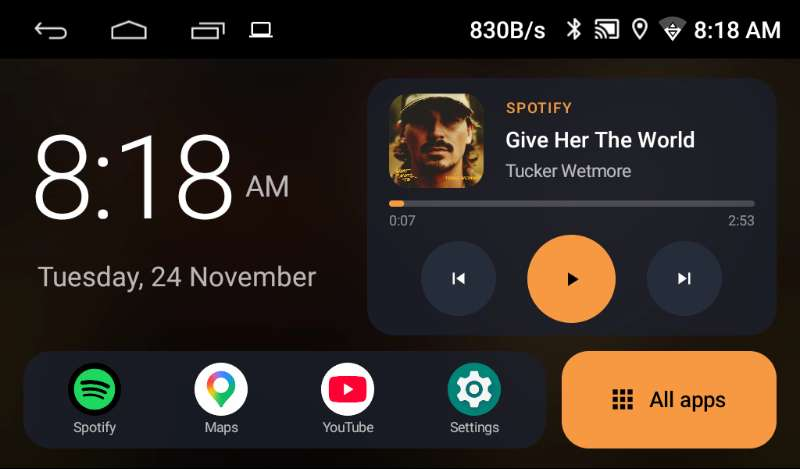 830B/s 8:18 AM
8:18 AM
Tuesday, 24 November
SPOTIFY
Give Her The World
Tucker Wetmore
0:07 2:53
Spotify
Maps
YouTube
Settings
All apps